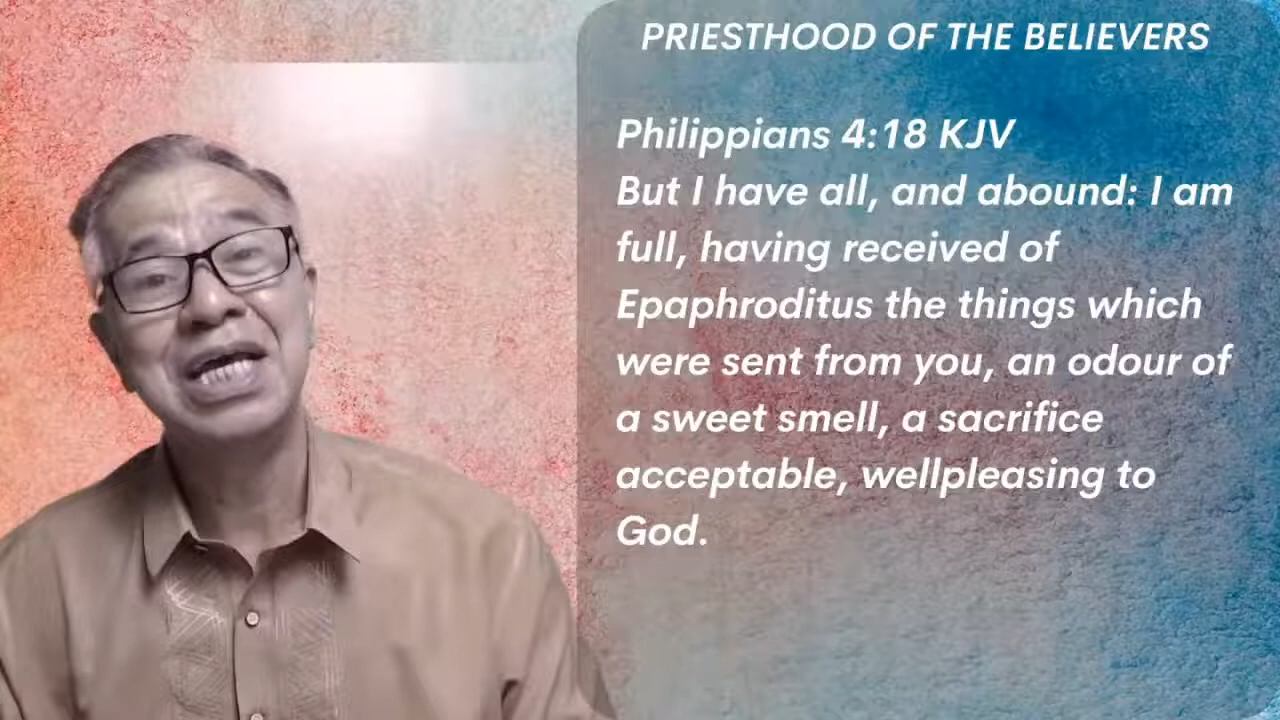 PRIESTHOOD OF THE BELIEVERS
Philippians 4:18 KJV
But I have all, and abound: I am
full, having received of
Epaphroditus the things which
were sent from you, an odour of
a sweet smell, a sacrifice
acceptable, wellpleasing to
God.